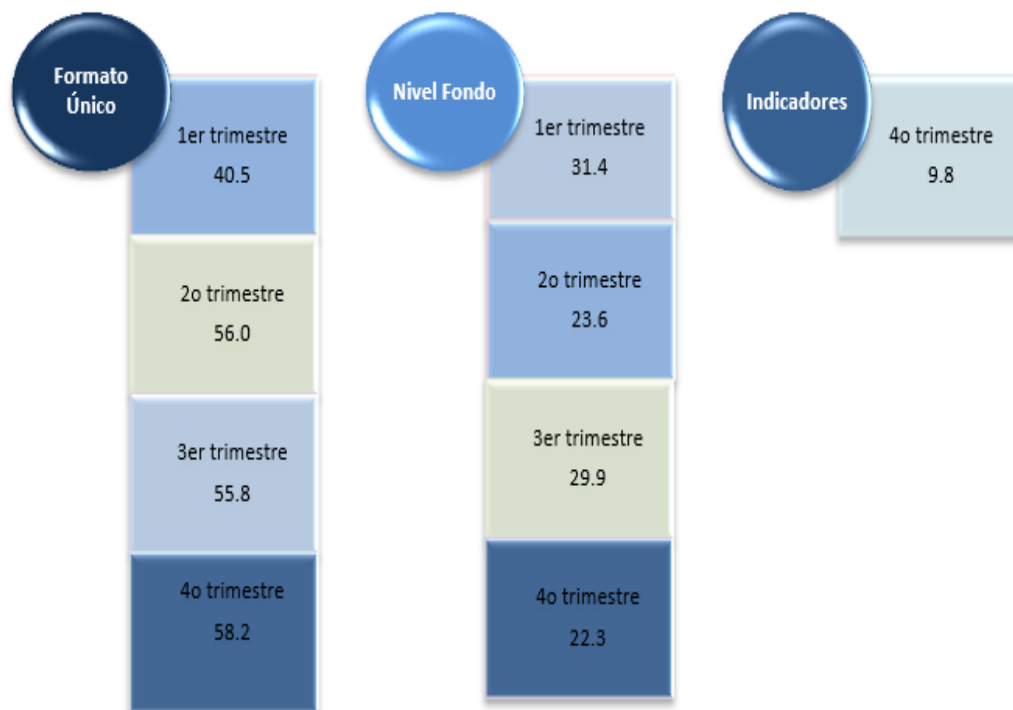 Formato
Único
1er trimestre
40.5
2o trimestre
56.0
3er trimestre
55.8
4o trimestre
58.2
Nivel Fondo
1er trimestre
31.4
2o trimestre
23.6
3er trimestre
29.9
4o trimestre
22.3
Indicadores
4o trimestre
9.8